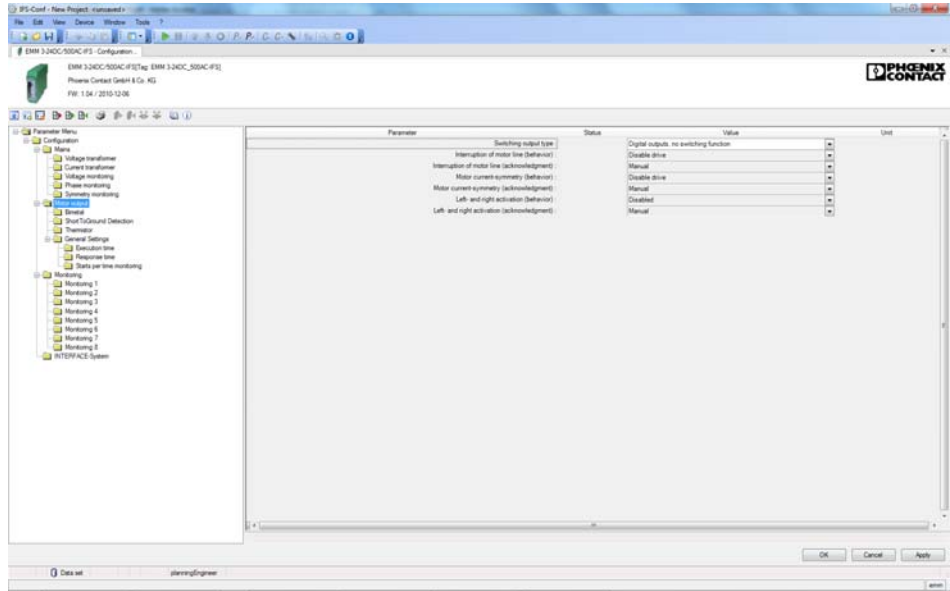 IFS-Conf - New Project <unsaved>
File Edit View Device Window Tools ?
EMM 3-24DC/500AC-IFS - Configuration...
EMM 3-24DC/500AC-IFS[Tag: EMM 3-24DC_500AC-IFS]
Phoenix Contact GmbH & Co. KG
FW: 1.04 / 2010-12-06
PHŒNIX
CONTACT
Parameter Menu
Configuration
Mains
Voltage transformer
Current transformer
Voltage monitoring
Phase monitoring
Symmetry monitoring
Motor output
Bimetal
ShortToGround Detection
Thermistor
General Settings
Execution time
Response time
Starts per time monitoring
Monitoring
Monitoring 1
Monitoring 2
Monitoring 3
Monitoring 4
Monitoring 5
Monitoring 6
Monitoring 7
Monitoring 8
INTERFACE-System
Parameter Status Value Unit
Switching output type : Digital outputs, no switching function
Interruption of motor line (behavior) : Disable drive
Interruption of motor line (acknowledgment) : Manual
Motor current-symmetry (behavior) : Disable drive
Motor current-symmetry (acknowledgment) : Manual
Left- and right activation (behavior) : Disabled
Left- and right activation (acknowledgment) : Manual
OK Cancel Apply
Data set planningEngineer